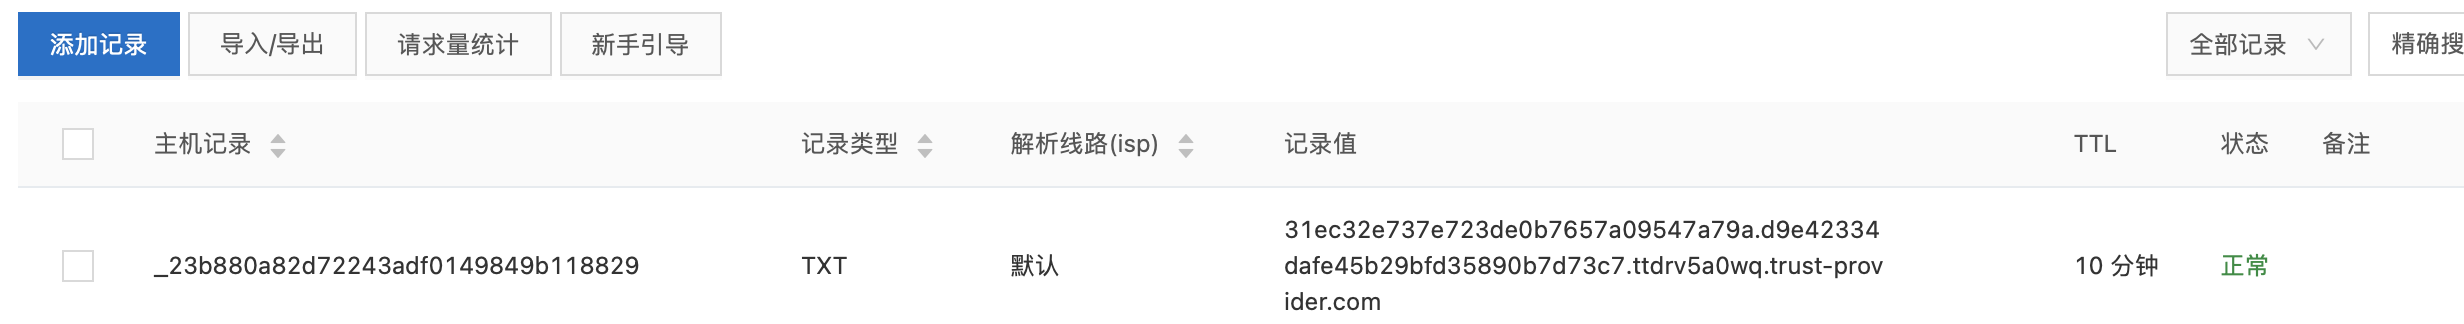 添加记录 导入/导出 请求量统计 新手引导 全部记录
主机记录 记录类型 解析线路(isp) 记录值 TTL 状态 备注
31ec32e737e723de0b7657a09547a79a.d9e42334
_23b880a82d72243adf0149849b118829 TXT 默认 dafe45b29bfd35890b7d73c7.ttdrv5a0wq.trust-prov 10 分钟 正常
ider.com